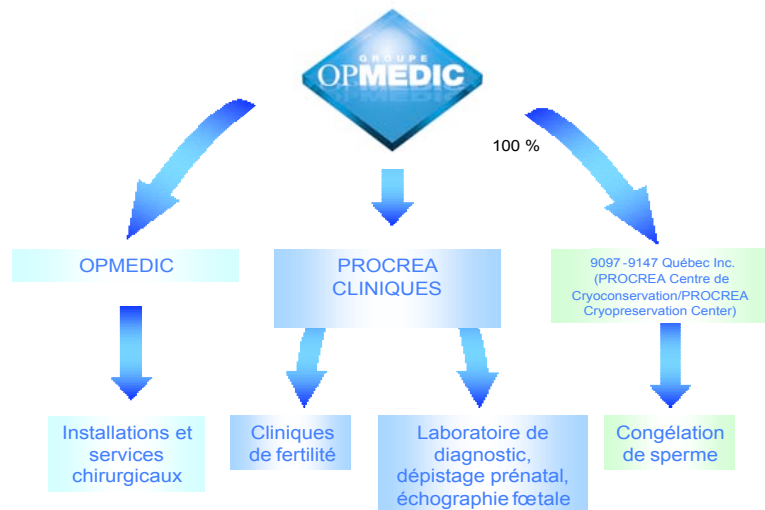 GROUPE
OPMEDIC
100 %
OPMEDIC
PROCREA
CLINIQUES
9097-9147 Québec Inc.
(PROCREA Centre de
Cryoconservation/PROCREA
Cryopreservation Center)
Installations et
services
chirurgicaux
Cliniques
de fertilité
Laboratoire de
diagnostic,
dépistage prénatal,
échographie fœtale
Congélation
de sperme